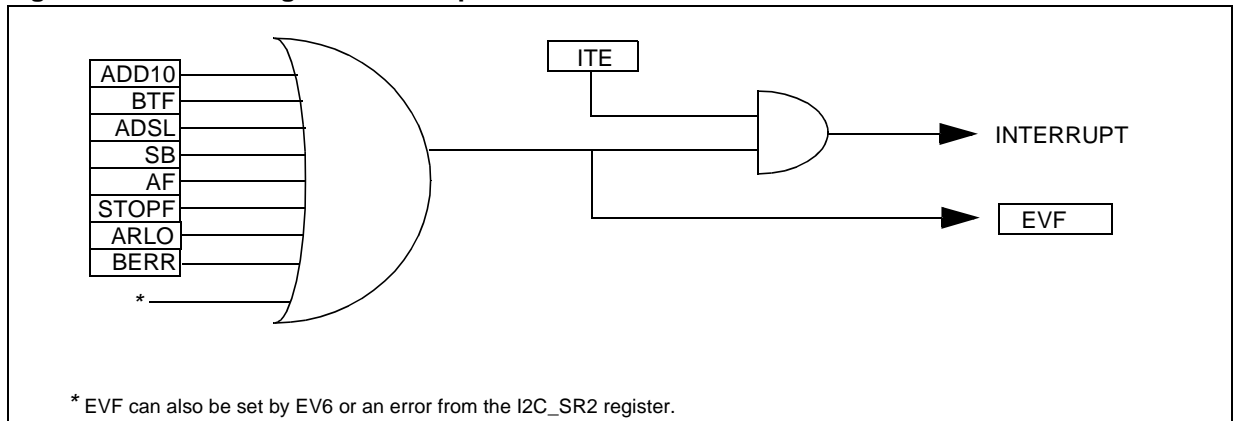 ITE
ADD10
BTF
ADSL
INTERRUPT
SB
AF
STOPF
EVF
ARLO
BERR
*
* EVF can also be set by EV6 or an error from the I2C_SR2 register.